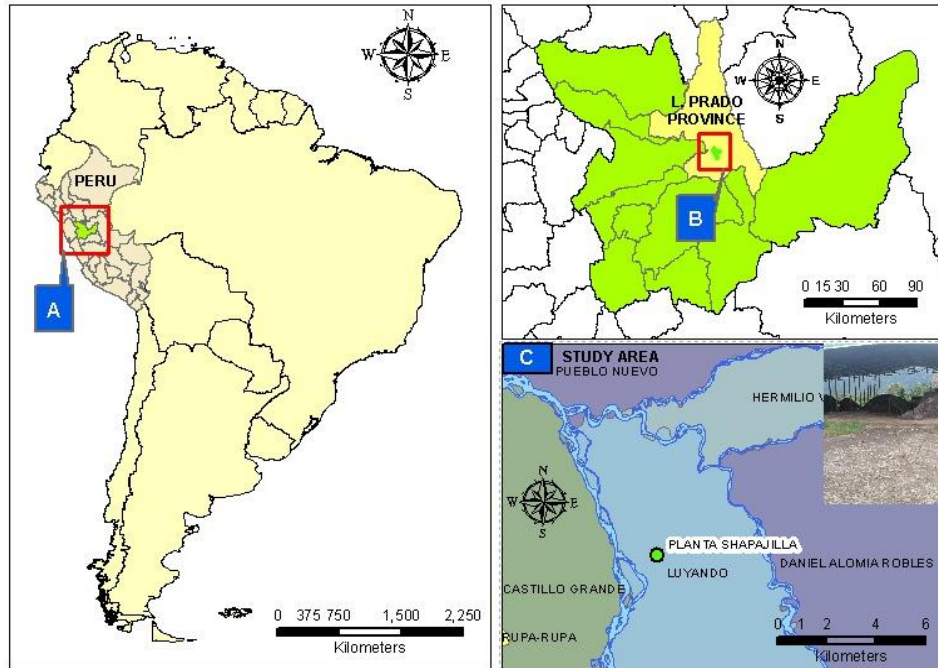 N
W E
S
PERU
A
0 375 750 1,500 2,250
Kilometers
L. PRADO
PROVINCE
N
W E
S
B
0 15 30 60 90
Kilometers
C STUDY AREA
PUEBLO NUEVO
HERMILIO
N
W E
S
PLANTA SHAPAJILLA
LUYANDO
DANIEL ALOMIA ROBLES
CASTILLO GRANDE
RUPA-RUPA
0 1 2 4 6
Kilometers